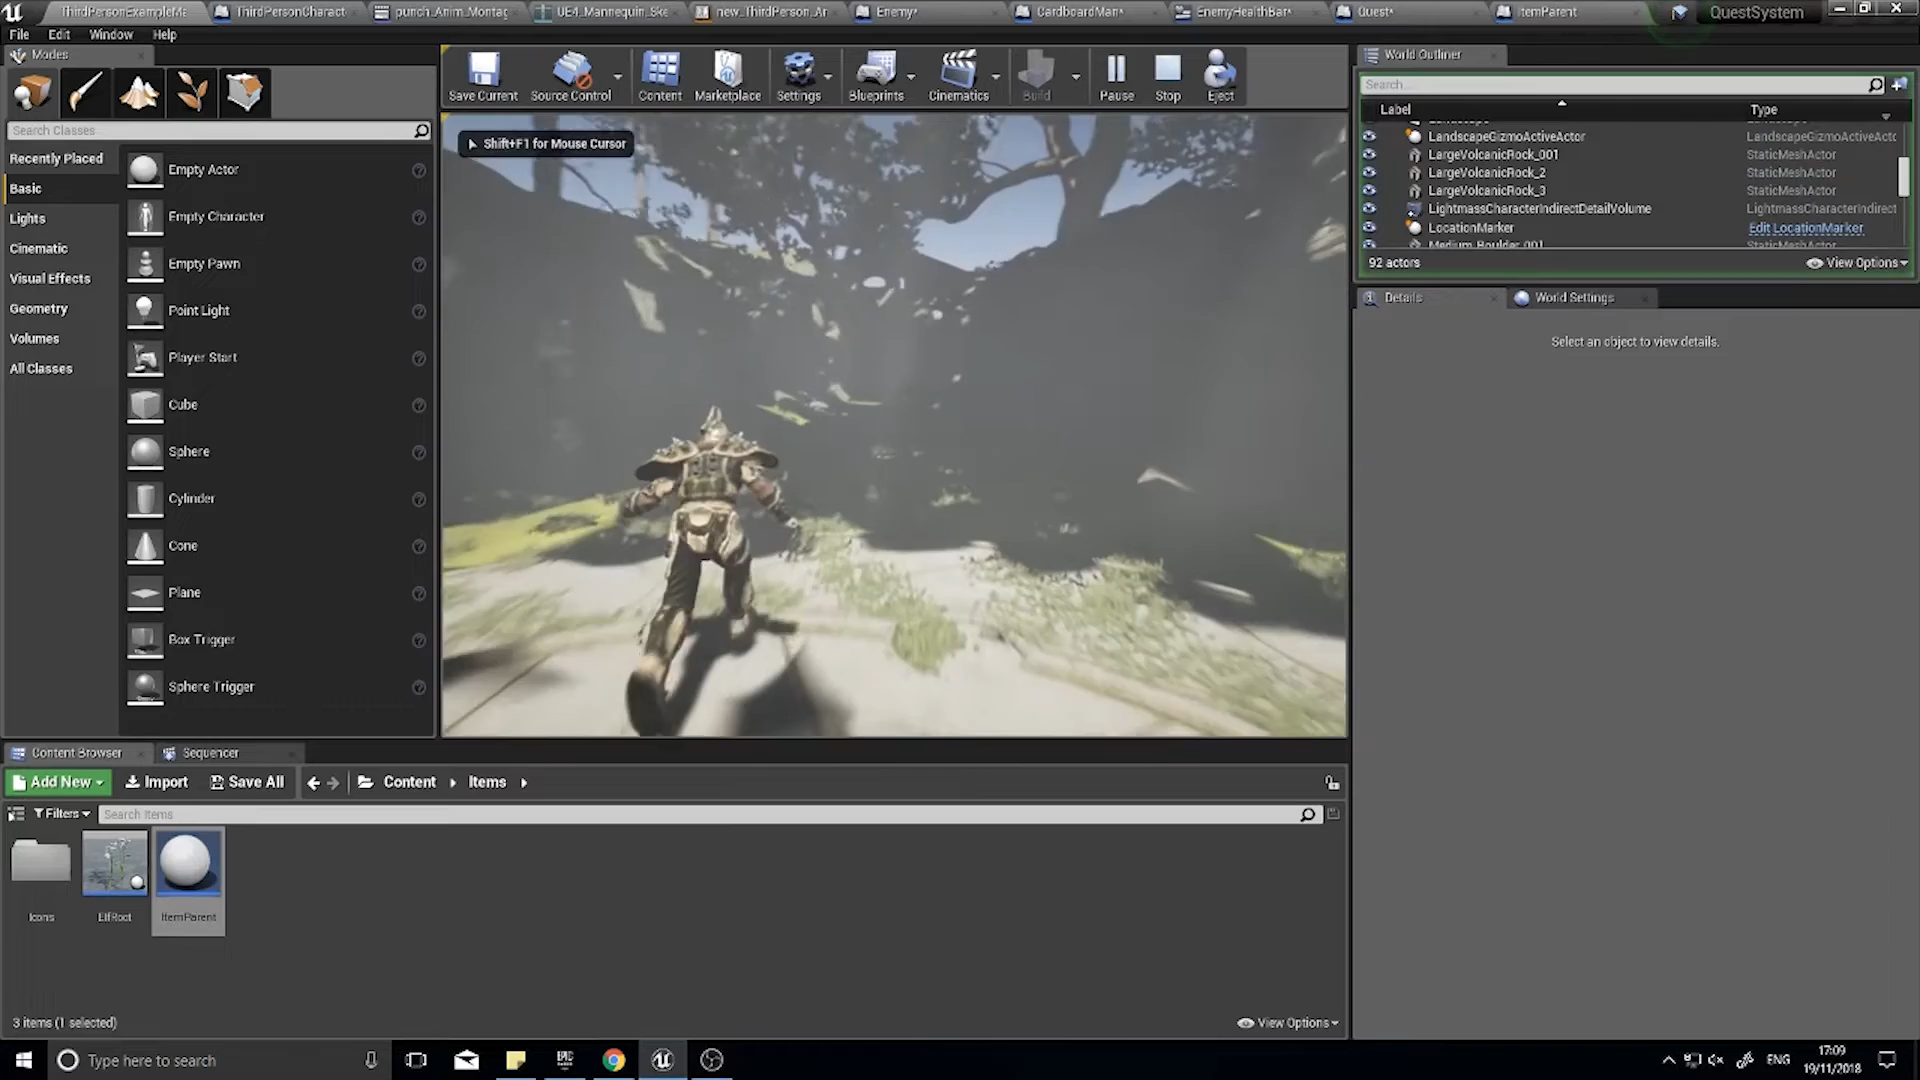 ThirdPersonExampleMa
ThirdPersonCharact
punch_Anim_Montag
UE4_Mannequin_Ske
new_ThirdPerson_An
Enemy*
CardboardMan*
EnemyHealthBar*
Quest*
ItemParent
QuestSystem
File
Edit
Window
Help
Modes
Search Classes
Recently Placed
Basic
Lights
Cinematic
Visual Effects
Geometry
Volumes
All Classes
Empty Actor
Empty Character
Empty Pawn
Point Light
Player Start
Cube
Sphere
Cylinder
Cone
Plane
Box Trigger
Sphere Trigger
Save Current
Source Control
Content
Marketplace
Settings
Blueprints
Cinematics
Build
Pause
Stop
Eject
Shift+F1 for Mouse Cursor
World Outliner
Search...
Label
Type
LandscapeGizmoActiveActor
LandscapeGizmoActiveActo
LargeVolcanicRock_001
StaticMeshActor
LargeVolcanicRock_2
StaticMeshActor
LargeVolcanicRock_3
StaticMeshActor
LightmassCharacterIndirectDetailVolume
LightmassCharacterIndirect
LocationMarker
Edit LocationMarker
Medium_Boulder_001
StaticMeshActor
92 actors
View Options
Details
World Settings
Select an object to view details.
Content Browser
Sequencer
Add New
Import
Save All
Content
Items
Filters
Search Items
Icons
ElfRoot
ItemParent
3 items (1 selected)
View Options
Type here to search
EPIC
ENG
17:09
19/11/2018